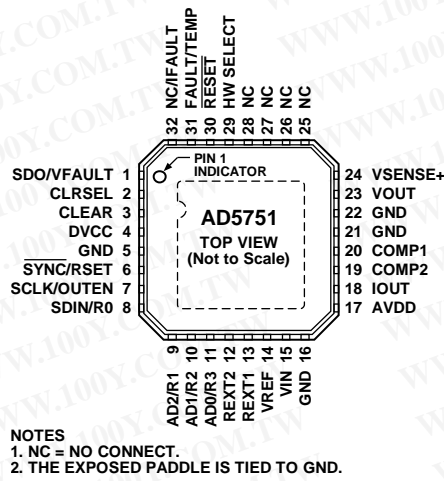 32 NC/IFAULT
31 FAULT/TEMP
30 RESET
29 HW SELECT
28 NC
27 NC
26 NC
25 NC
PIN 1
INDICATOR
SDO/VFAULT 1
CLRSEL 2
CLEAR 3
DVCC 4
GND 5
SYNC/RSET 6
SCLK/OUTEN 7
SDIN/R0 8
AD5751
TOP VIEW
(Not to Scale)
24 VSENSE+
23 VOUT
22 GND
21 GND
20 COMP1
19 COMP2
18 IOUT
17 AVDD
AD2/R1 9
AD1/R2 10
AD0/R3 11
REXT2 12
REXT1 13
VREF 14
VIN 15
GND 16
NOTES
1. NC = NO CONNECT.
2. THE EXPOSED PADDLE IS TIED TO GND.
WWW.100Y.COM.TW